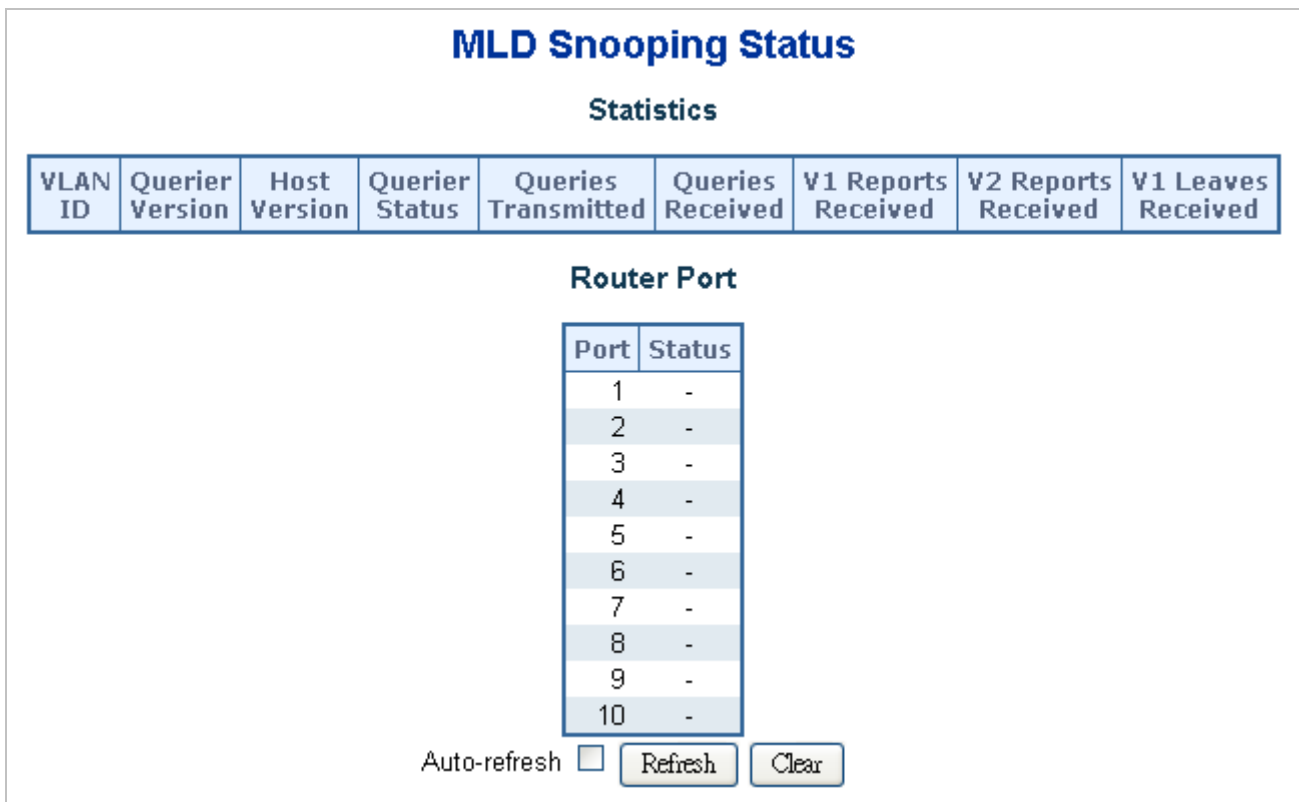 MLD Snooping Status
Statistics
VLAN ID Querier Version Host Version Querier Status Queries Transmitted Queries Received V1 Reports Received V2 Reports Received V1 Leaves Received
Router Port
Port Status
1 -
2 -
3 -
4 -
5 -
6 -
7 -
8 -
9 -
10 -
Auto-refresh Refresh Clear